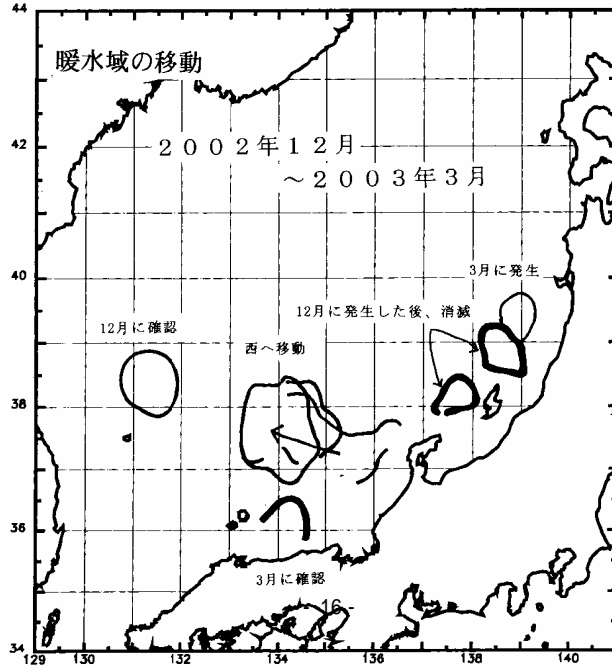 44
暖水域の移動
2002年12月
～2003年3月
42
40
38
36
34
3月に発生
12月に発生した後、消滅
12月に確認
西へ移動
3月に確認
16-
129
130
132
134
136
138
140